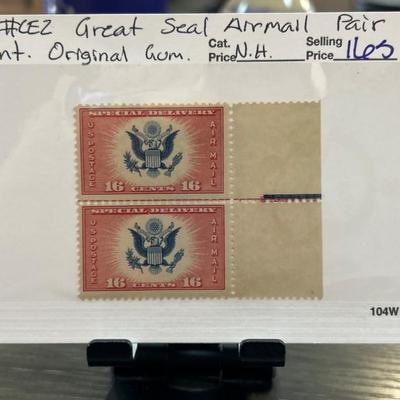 #CE2 Great Seal Airmail Pair
nt. Original Gum. Cat. Price N.H. Selling Price 165
SPECIAL DELIVERY
U.S. POSTAGE
AIR MAIL
16 CENTS 16
SPECIAL DELIVERY
U.S. POSTAGE
AIR MAIL
16 CENTS 16
104W